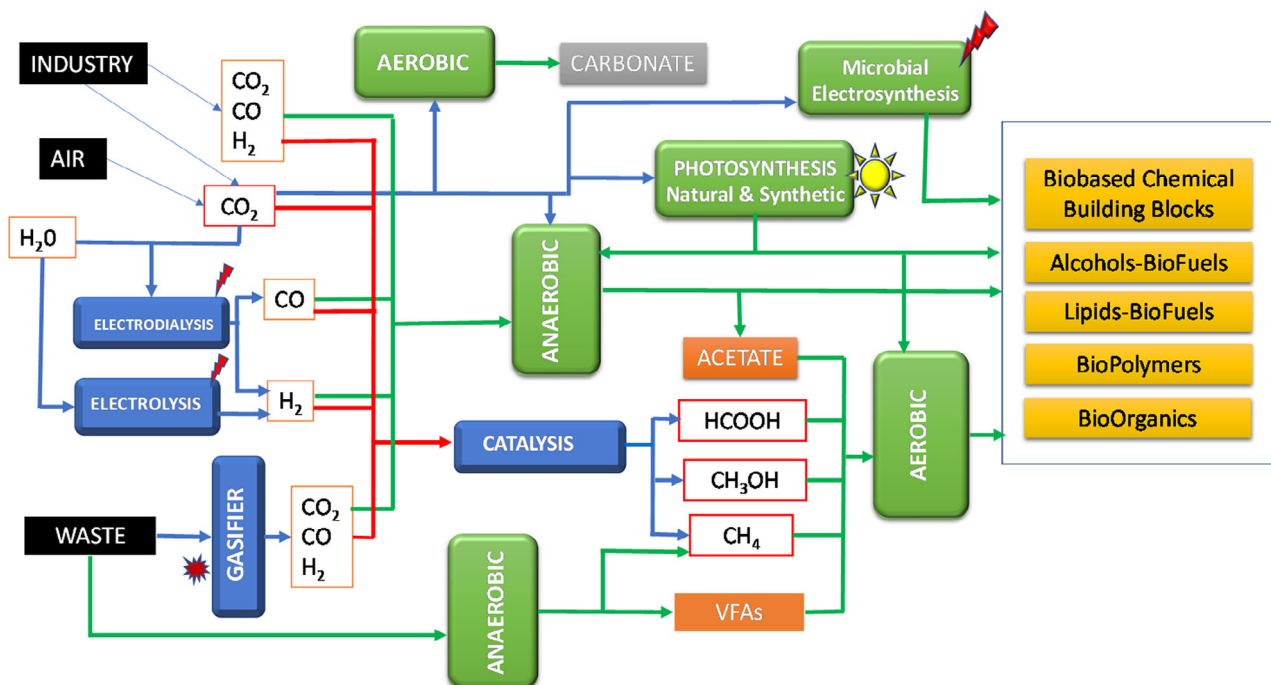 INDUSTRY
CO₂
CO
H₂
AIR
CO₂
H₂0
AEROBIC
CARBONATE
Microbial
Electrosynthesis
PHOTOSYNTHESIS
Natural & Synthetic
ANAEROBIC
ELECTRODIALYSIS
CO
ELECTROLYSIS
H₂
ACETATE
CATALYSIS
HCOOH
CH₃OH
CH₄
AEROBIC
WASTE
GASIFIER
CO₂
CO
H₂
ANAEROBIC
VFAs
Biobased Chemical
Building Blocks
Alcohols-BioFuels
Lipids-BioFuels
BioPolymers
BioOrganics